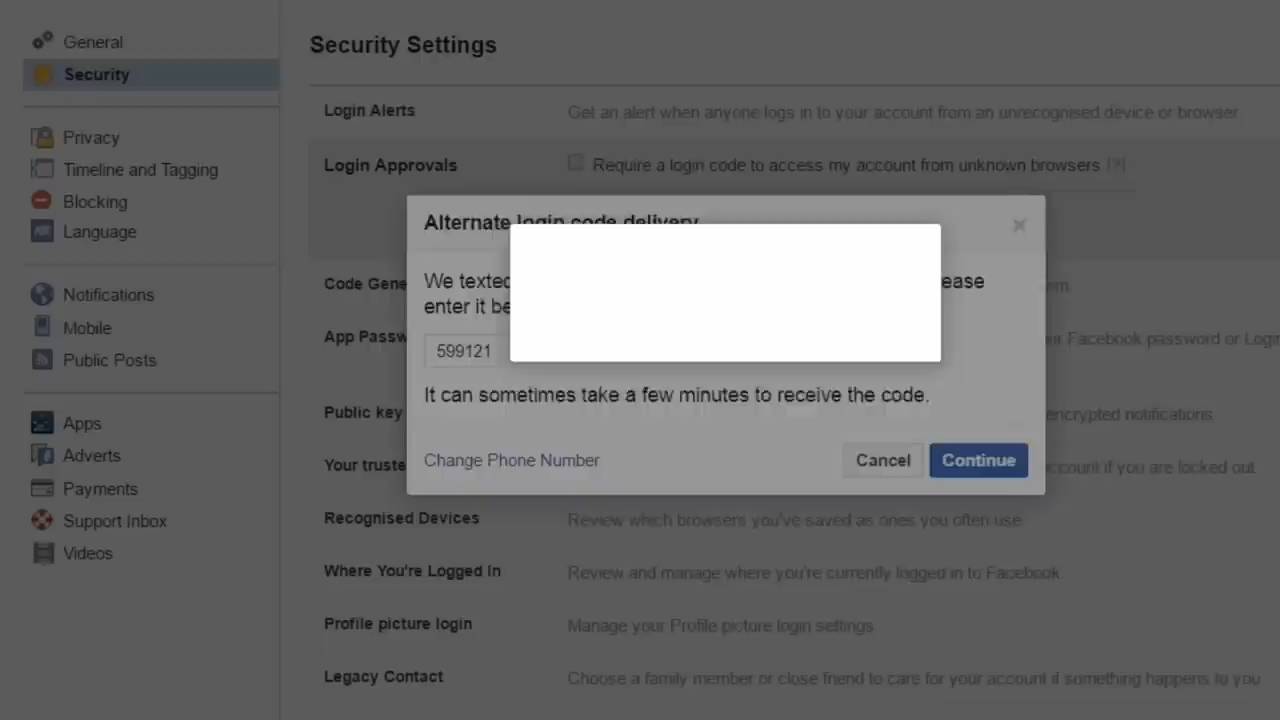 General
Security
Privacy
Timeline and Tagging
Blocking
Language
Notifications
Mobile
Public Posts
Apps
Adverts
Payments
Support Inbox
Videos
Security Settings
Login Alerts Get an alert when anyone logs in to your account from an unrecognised device or browser
Login Approvals Require a login code to access my account from unknown browsers [?]
Alternate login code delivery
We texted ease
enter it be
599121
It can sometimes take a few minutes to receive the code.
Change Phone Number Cancel Continue
Code Gene
App Passw ur Facebook password or Login
Public key encrypted notifications
Your truste ccount if you are locked out.
Recognised Devices Review which browsers you've saved as ones you often use
Where You're Logged In Review and manage where you're currently logged in to Facebook
Profile picture login Manage your Profile picture login settings
Legacy Contact Choose a family member or close friend to care for your account if something happens to you